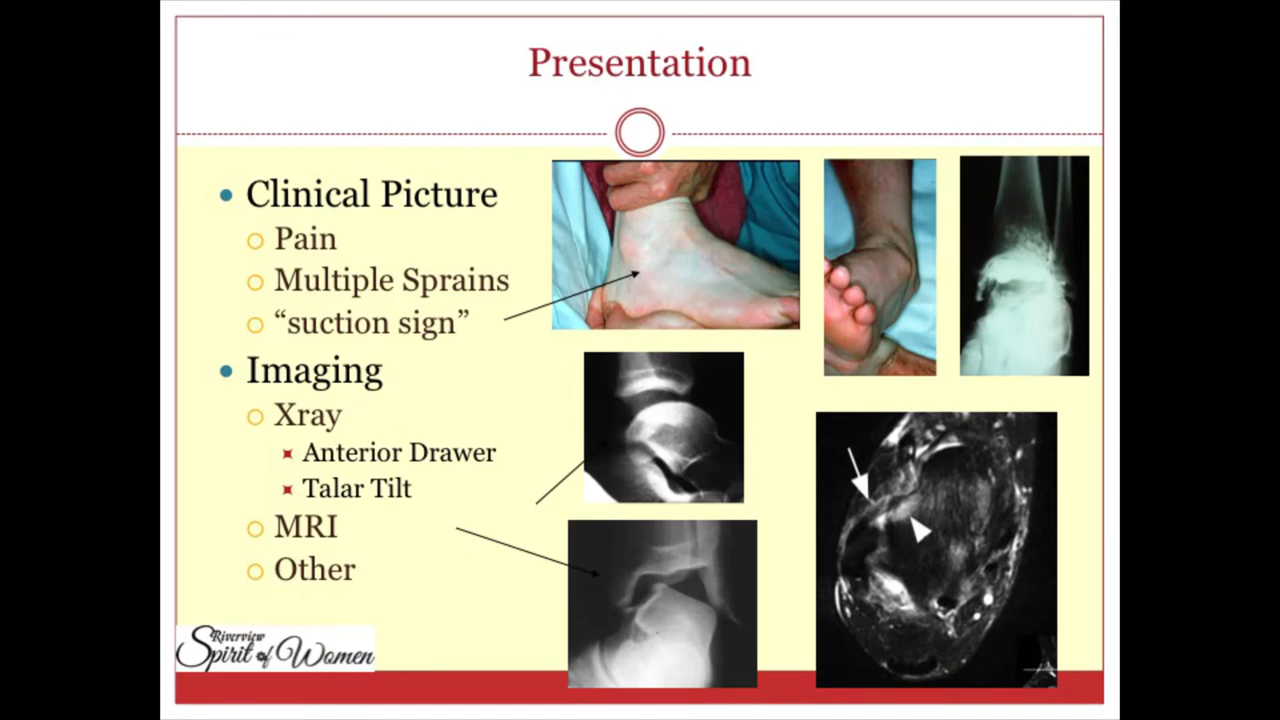 Presentation
Clinical Picture
Pain
Multiple Sprains
“suction sign”
Imaging
Xray
Anterior Drawer
Talar Tilt
MRI
Other
Riverview
Spirit of Women